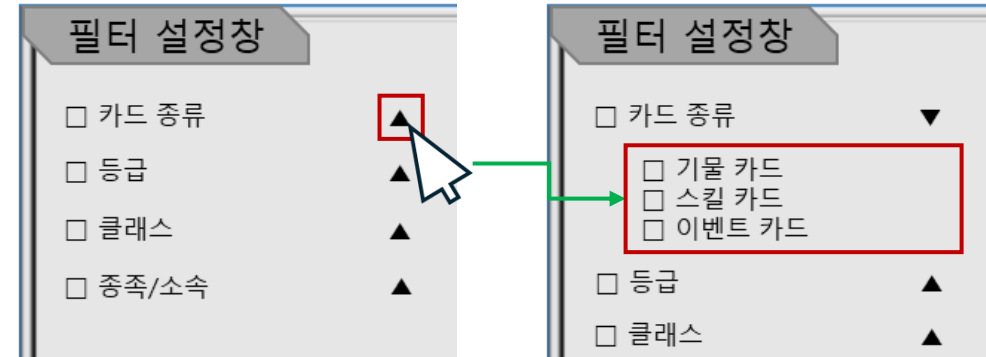 필터 설정창
□ 카드 종류 ▲
□ 등급 ▲
□ 클래스 ▲
□ 종족/소속 ▲
필터 설정창
□ 카드 종류 ▼
□ 기물 카드
□ 스킬 카드
□ 이벤트 카드
□ 등급 ▲
□ 클래스 ▲